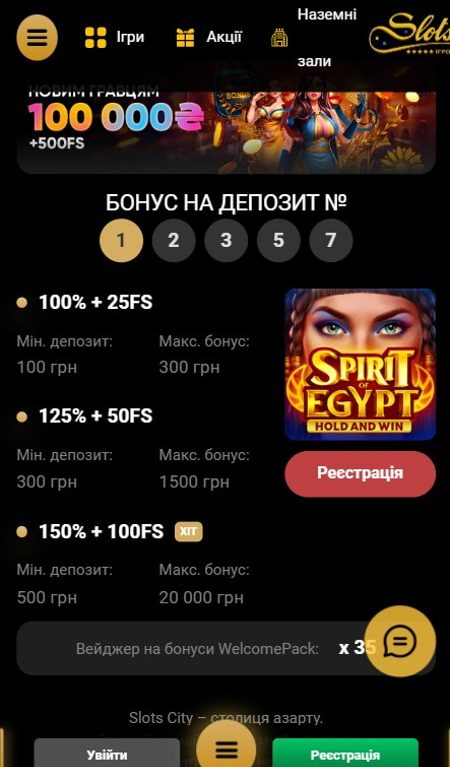 Наземні
Ігри
Акції
зали
Slots
НОВИМ ГРАВЦЯМ
100 000₴
+500FS
БОНУС НА ДЕПОЗИТ №
1 2 3 5 7
100% + 25FS
Мін. депозит: Макс. бонус:
100 грн 300 грн
SPIRIT
OF
EGYPT
HOLD AND WIN
125% + 50FS
Мін. депозит: Макс. бонус:
300 грн 1500 грн
Реєстрація
150% + 100FS ХІТ
Мін. депозит: Макс. бонус:
500 грн 20 000 грн
Вейджер на бонуси WelcomePack: x 35
Slots City – столиця азарту.
Увійти
Реєстрація